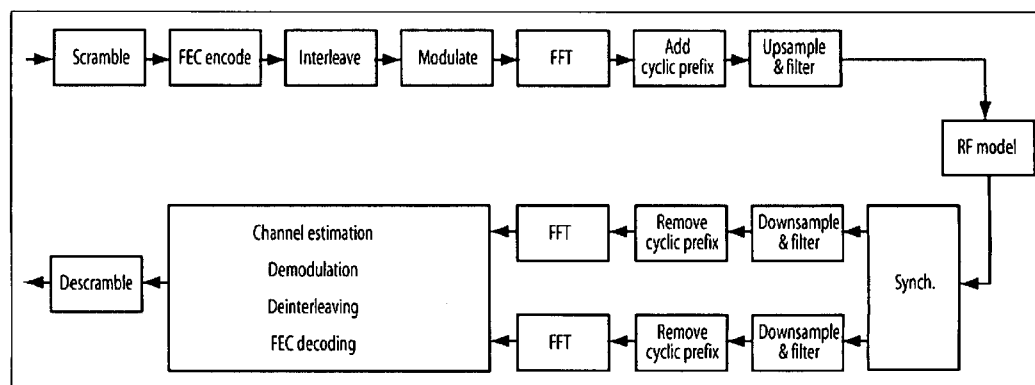 Scramble
FEC encode
Interleave
Modulate
FFT
Add
cyclic prefix
Upsample
& filter
RF model
Channel estimation
Demodulation
Deinterleaving
FEC decoding
FFT
Remove
cyclic prefix
Downsample
& filter
Synch.
Descramble
FFT
Remove
cyclic prefix
Downsample
& filter